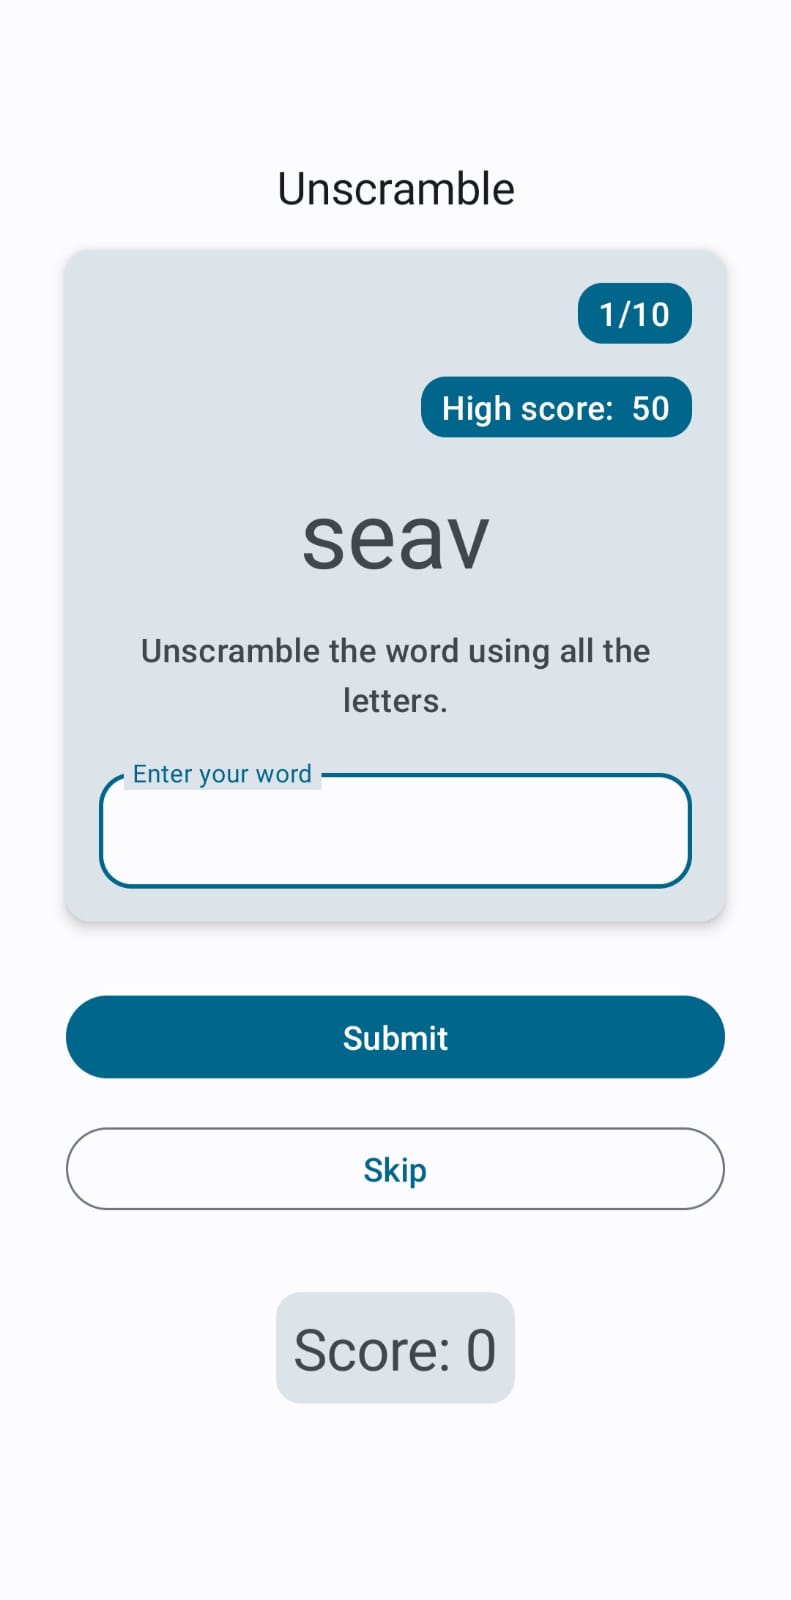 Unscramble
1/10
High score: 50
seav
Unscramble the word using all the
letters.
Enter your word
Submit
Skip
Score: 0